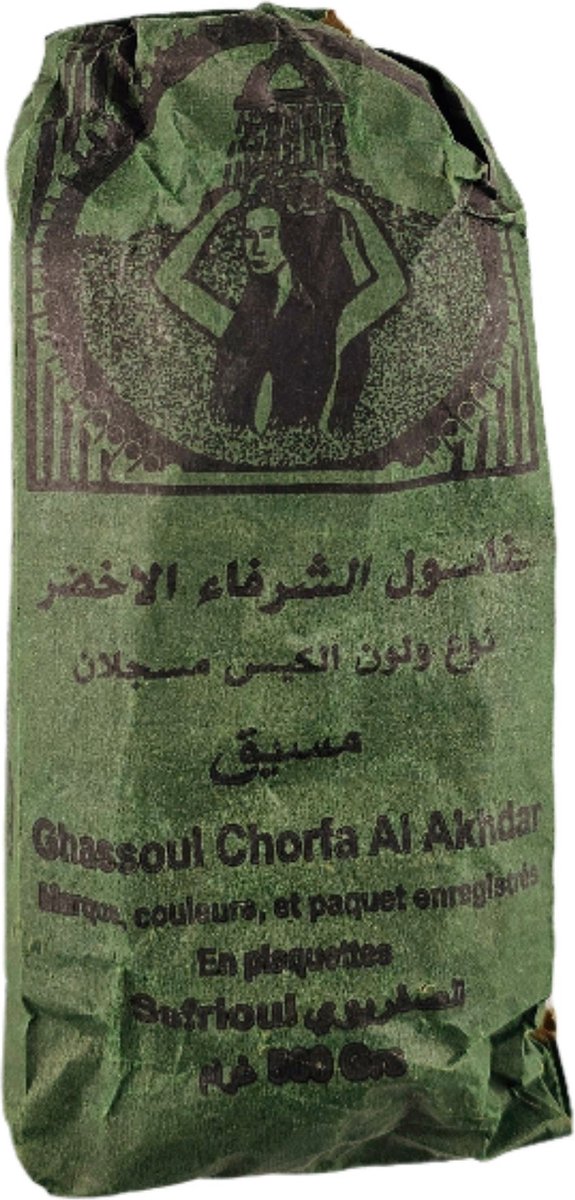 غاسول الشرفاء الاخضر
نوع ولون الكيس مسجلان
مسيق
Ghassoul Chorfa Al Akhdar
Marque, couleurs, et paquet enregistrés
En plaquettes
Sefrioui الصفريوي
غرام Grs